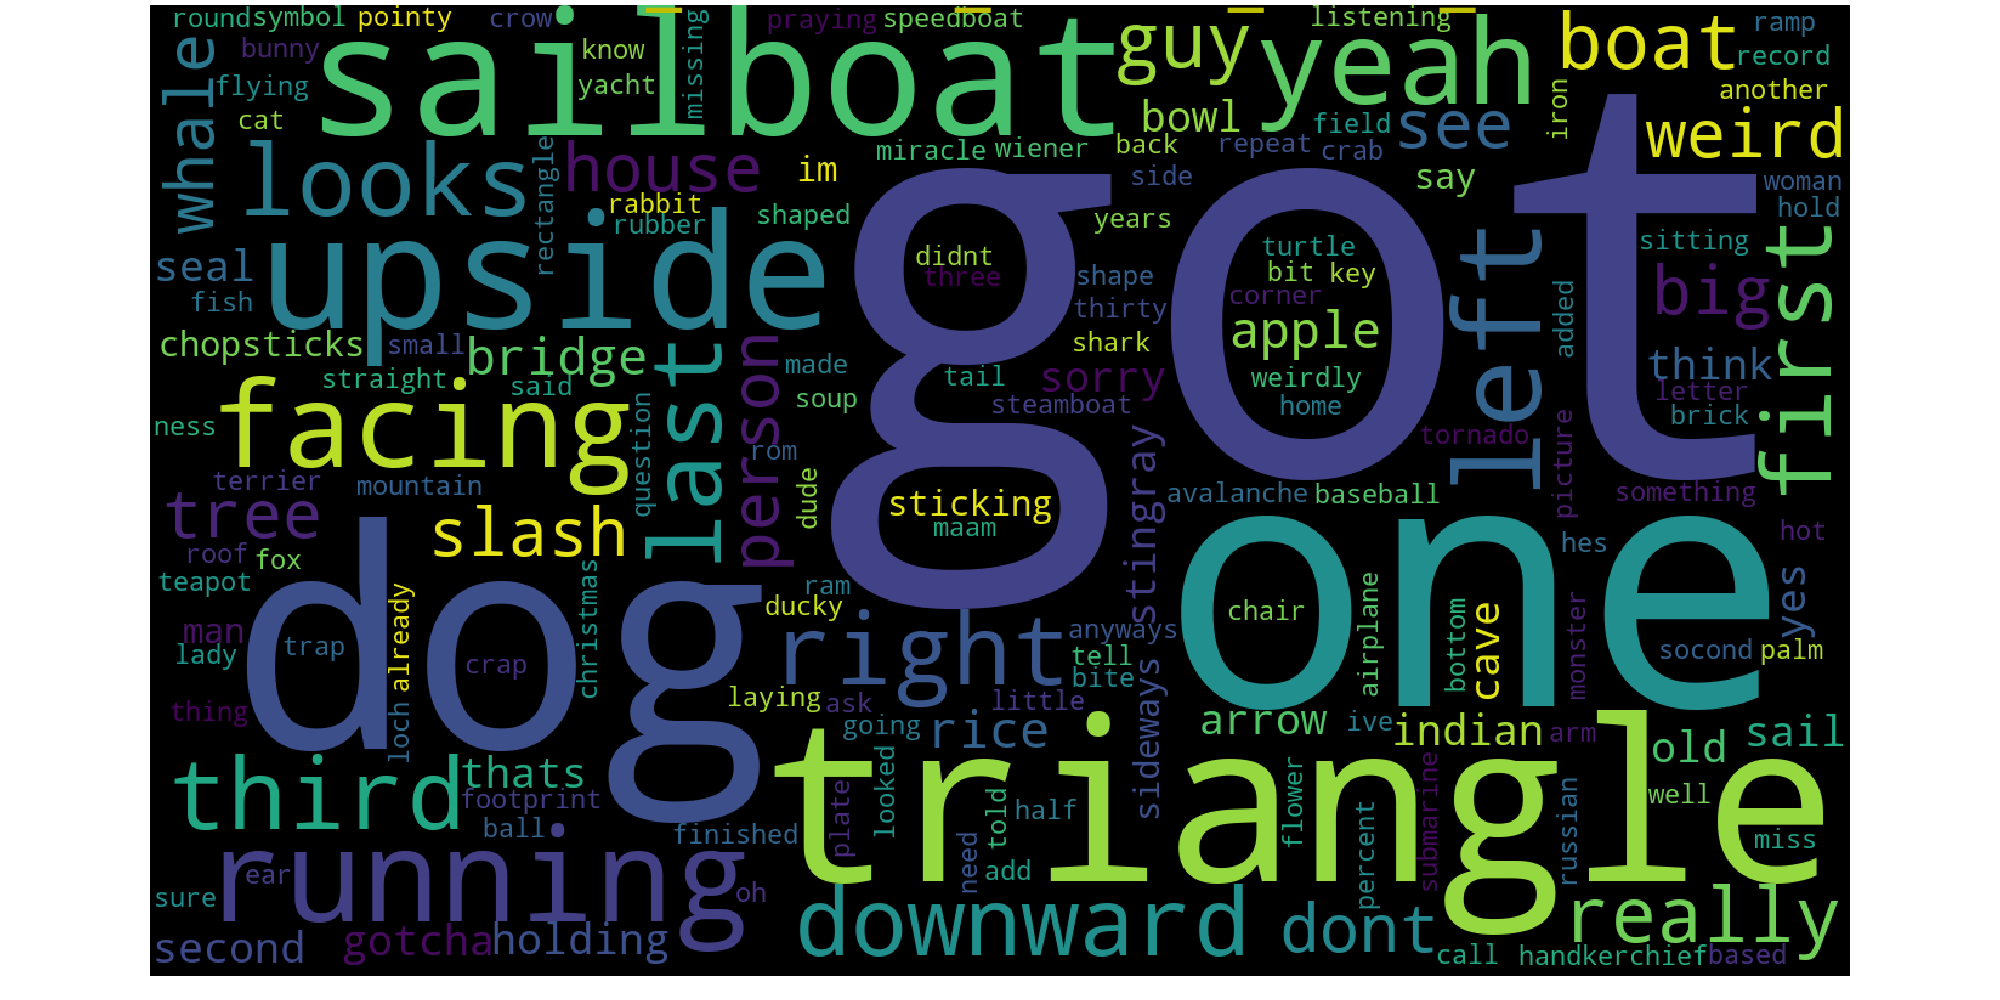 round symbol pointy crow sailboat praying speedboat guy yeah listening boat ramp
bunny know missing record
whale flying yacht another
cat bowl field see iron weird
looks house im miracle wiener back repeat crab
rectangle rabbit side say woman
rubber shaped years hold
upside didnt got turtle left sitting first
seal three shape bit key big
fish corner thirty added
chopsticks small bridge last person shark apple think
straight said made tail sorry weirdly letter
facing soup steamboat home brick
ness question rom stingray tornado picture
terrier mountain dude avalanche baseball something
tree slash sticking
roof fox maam one hes hot
teapot dog christmas ram airplane yes
already ducky chair bottom cave monster
man right anyways
lady trap crap tell socond palm
loch laying bite
thing ask little sideways arrow
going rice ive indian arm
third thats looked triangle old sail
footprint plate told half flower percent submarine russian well
ball finished miss
running ear need add
sure oh
second gotcha holding downward dont really
call handkerchief based